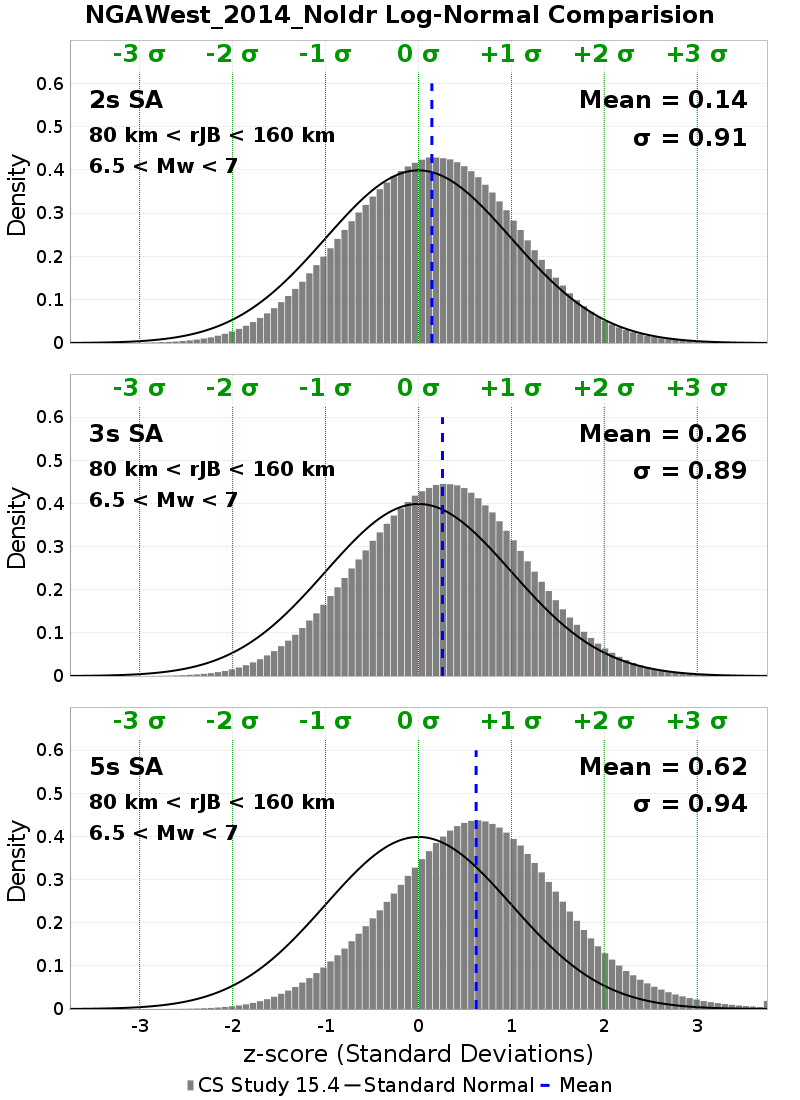 NGAWest_2014_NoIdr Log-Normal Comparision
-3 σ -2 σ -1 σ 0 σ +1 σ +2 σ +3 σ
2s SA
80 km < rJB < 160 km
6.5 < Mw < 7
Mean = 0.14
σ = 0.91
Density
0.6
0.5
0.4
0.3
0.2
0.1
0
-3 σ -2 σ -1 σ 0 σ +1 σ +2 σ +3 σ
3s SA
80 km < rJB < 160 km
6.5 < Mw < 7
Mean = 0.26
σ = 0.89
Density
0.6
0.5
0.4
0.3
0.2
0.1
0
-3 σ -2 σ -1 σ 0 σ +1 σ +2 σ +3 σ
5s SA
80 km < rJB < 160 km
6.5 < Mw < 7
Mean = 0.62
σ = 0.94
Density
0.6
0.5
0.4
0.3
0.2
0.1
0
-3 -2 -1 0 1 2 3
z-score (Standard Deviations)
CS Study 15.4 Standard Normal Mean